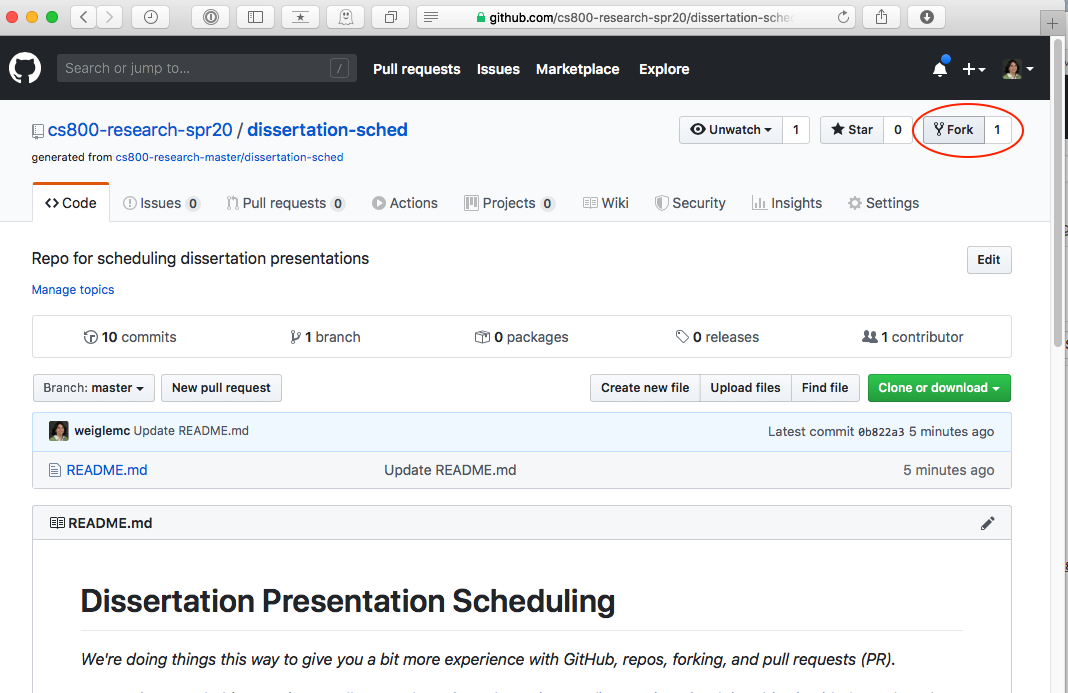 github.com/cs800-research-spr20/dissertation-sched
Search or jump to... /
Pull requests Issues Marketplace Explore
cs800-research-spr20 / dissertation-sched
Unwatch 1 Star 0 Fork 1
generated from cs800-research-master/dissertation-sched
Code Issues 0 Pull requests 0 Actions Projects 0 Wiki Security Insights Settings
Repo for scheduling dissertation presentations
Edit
Manage topics
10 commits 1 branch 0 packages 0 releases 1 contributor
Branch: master New pull request Create new file Upload files Find file Clone or download
weiglemc Update README.md Latest commit 0b822a3 5 minutes ago
README.md Update README.md 5 minutes ago
README.md
Dissertation Presentation Scheduling
We're doing things this way to give you a bit more experience with GitHub, repos, forking, and pull requests (PR).